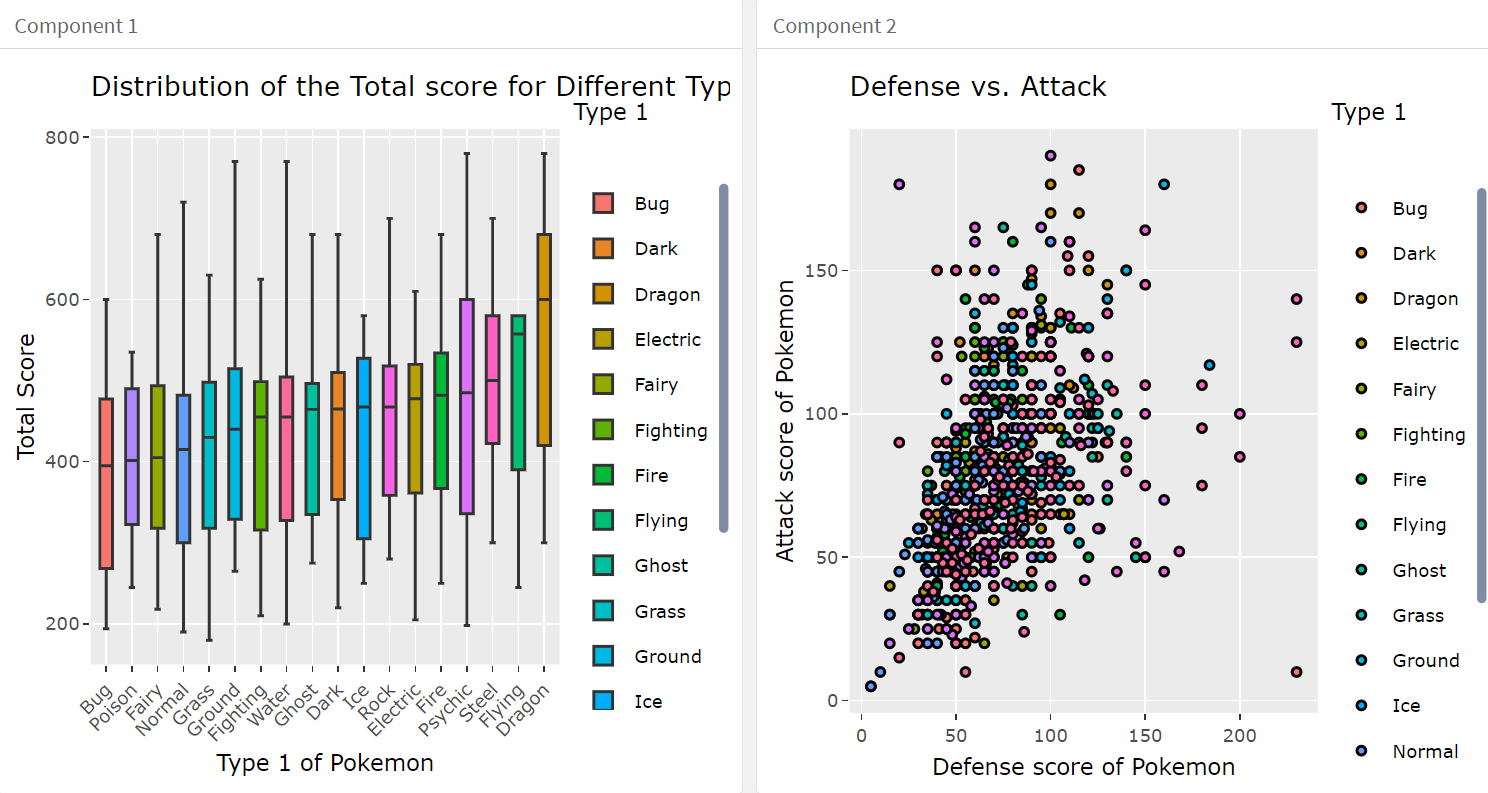 Component 1
Distribution of the Total score for Different Typ
Type 1
800
600
400
200
Total Score
Bug
Poison
Fairy
Normal
Grass
Ground
Fighting
Water
Ghost
Dark
Ice
Rock
Electric
Fire
Psychic
Steel
Flying
Dragon
Type 1 of Pokemon
Bug
Dark
Dragon
Electric
Fairy
Fighting
Fire
Flying
Ghost
Grass
Ground
Ice
Component 2
Defense vs. Attack
Type 1
150
100
50
0
Attack score of Pokemon
0 50 100 150 200
Defense score of Pokemon
Bug
Dark
Dragon
Electric
Fairy
Fighting
Fire
Flying
Ghost
Grass
Ground
Ice
Normal